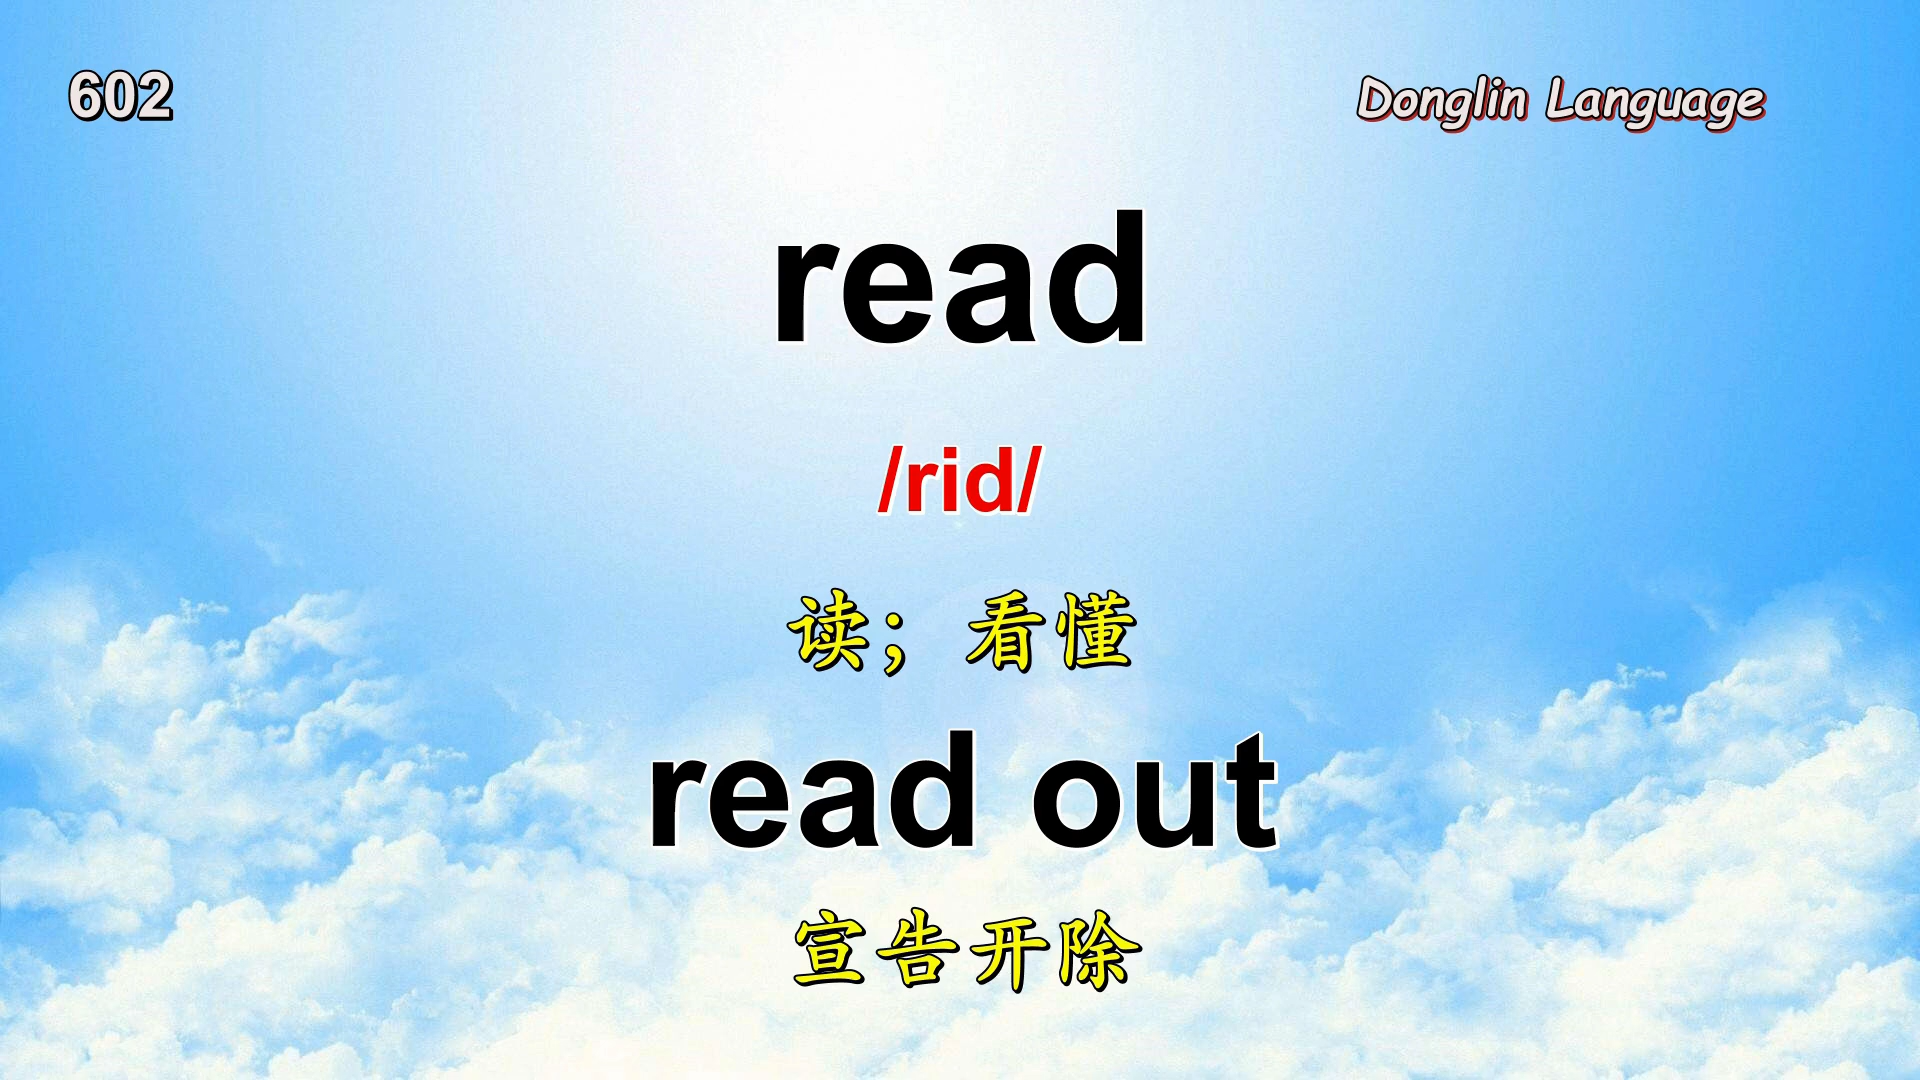 602
Donglin Language
read
/rid/
读；看懂
read out
宣告开除